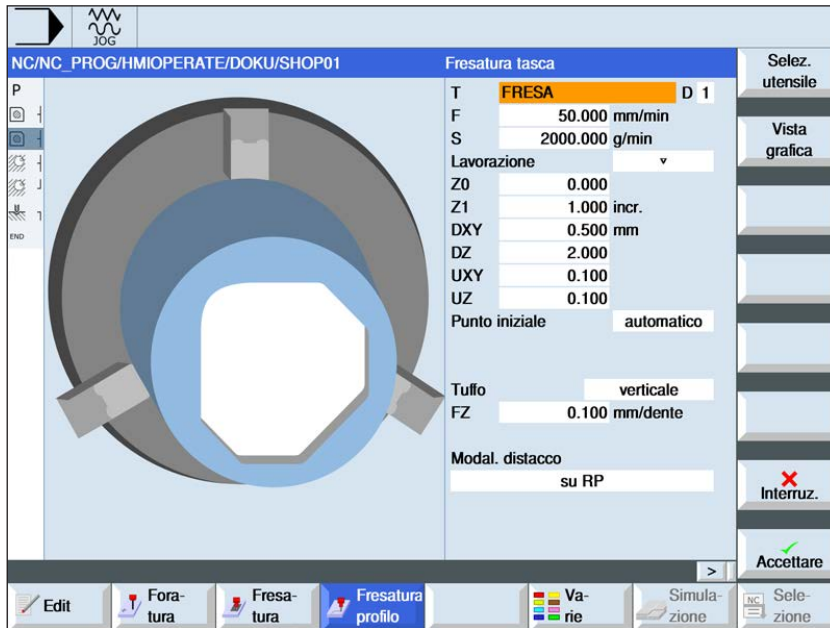 JOG
NC/NC_PROG/HMIOPERATE/DOKU/SHOP01
P
END
Fresatura tasca
T FRESA D 1
F 50.000 mm/min
S 2000.000 g/min
Lavorazione ▿
Z0 0.000
Z1 1.000 incr.
DXY 0.500 mm
DZ 2.000
UXY 0.100
UZ 0.100
Punto iniziale automatico
Tuffo verticale
FZ 0.100 mm/dente
Modal. distacco
su RP
Selez.
utensile
Vista
grafica
Interruz.
Accettare
>
Edit
Fora-
tura
Fresa-
tura
Fresatura
profilo
Va-
rie
Simula-
zione
NC
Sele-
zione